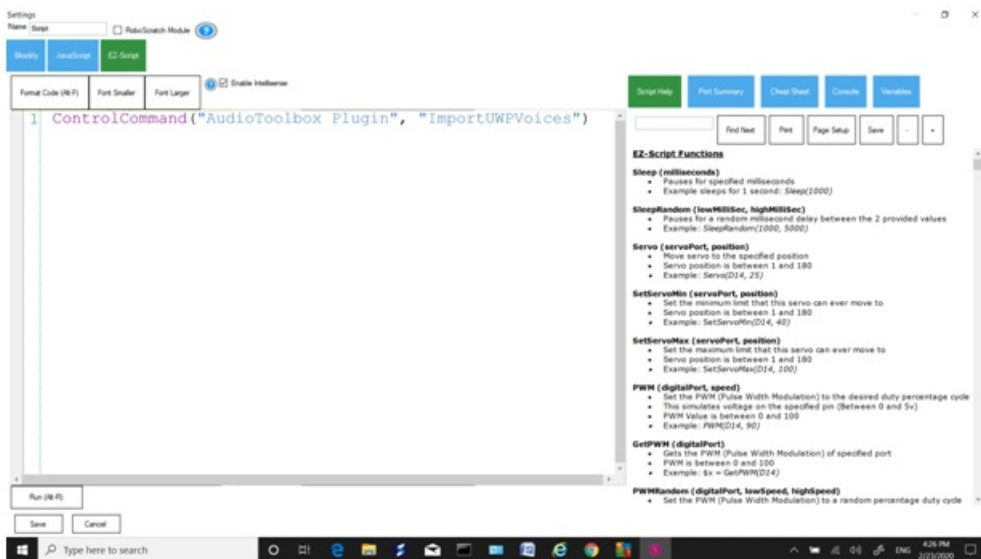 Settings
Name Script RoboScratch Module ?
Blockly JavaScript EZ-Script
Format Code (Alt-F) Font Smaller Font Larger ? Enable Intellisense
1 ControlCommand("AudioToolbox Plugin", "ImportUWPVoices")
Run (Alt-R)
Save Cancel
Script Help Port Summary Cheat Sheet Console Variables
Find Next Print Page Setup Save - +
EZ-Script Functions
Sleep (milliseconds)
• Pauses for specified milliseconds
• Example sleeps for 1 second: Sleep(1000)
SleepRandom (lowMilliSec, highMilliSec)
• Pauses for a random millisecond delay between the 2 provided values
• Example: SleepRandom(1000, 5000)
Servo (servoPort, position)
• Move servo to the specified position
• Servo position is between 1 and 180
• Example: Servo(D14, 25)
SetServoMin (servoPort, position)
• Set the minimum limit that this servo can ever move to
• Servo position is between 1 and 180
• Example: SetServoMin(D14, 40)
SetServoMax (servoPort, position)
• Set the maximum limit that this servo can ever move to
• Servo position is between 1 and 180
• Example: SetServoMax(D14, 100)
PWM (digitalPort, speed)
• Set the PWM (Pulse Width Modulation) to the desired duty percentage cycle
• This simulates voltage on the specified pin (Between 0 and 5v)
• PWM Value is between 0 and 100
• Example: PWM(D14, 90)
GetPWM (digitalPort)
• Gets the PWM (Pulse Width Modulation) of specified port
• PWM is between 0 and 100
• Example: $x = GetPWM(D14)
PWMRandom (digitalPort, lowSpeed, highSpeed)
• Set the PWM (Pulse Width Modulation) to a random percentage duty cycle
Type here to search
ENG
4:26 PM
2/23/2020